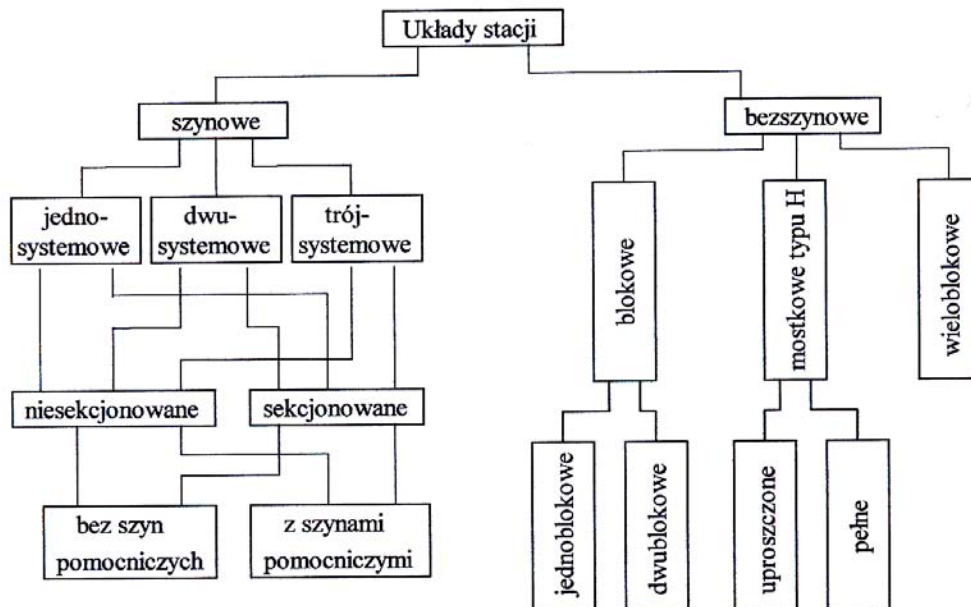 Układy stacji
szynowe
bezszynowe
jedno-
systemowe
dwu-
systemowe
trój-
systemowe
blokowe
mostkowe typu H
wieloblokowe
niesekcjonowane
sekcjonowane
bez szyn
pomocniczych
z szynami
pomocniczymi
jednoblokowe
dwublokowe
uproszczone
pełne